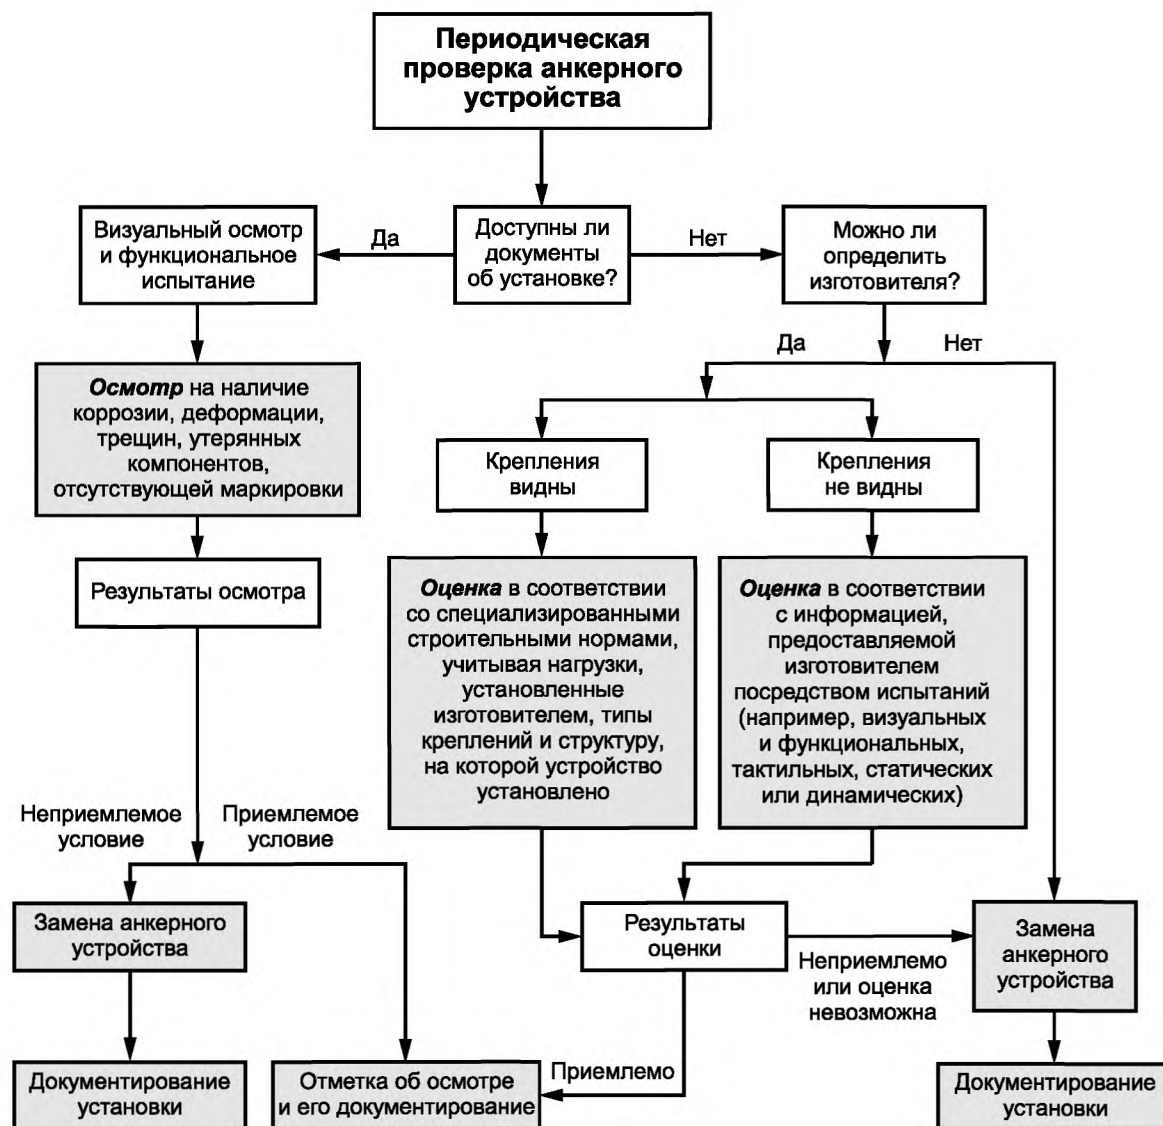 Периодическая
проверка анкерного
устройства
Визуальный осмотр
и функциональное
испытание
Да
Доступны ли
документы
об установке?
Нет
Можно ли
определить
изготовителя?
Да
Нет
Осмотр на наличие
коррозии, деформации,
трещин, утерянных
компонентов,
отсутствующей маркировки
Крепления
видны
Крепления
не видны
Результаты осмотра
Оценка в соответствии
со специализированными
строительными нормами,
учитывая нагрузки,
установленные
изготовителем, типы
креплений и структуру,
на которой устройство
установлено
Оценка в соответствии
с информацией,
предоставляемой
изготовителем
посредством испытаний
(например, визуальных
и функциональных,
тактильных, статических
или динамических)
Неприемлемое
условие
Приемлемое
условие
Замена анкерного
устройства
Результаты
оценки
Неприемлемо
или оценка
невозможна
Замена
анкерного
устройства
Документирование
установки
Отметка об осмотре
и его документирование
Приемлемо
Документирование
установки